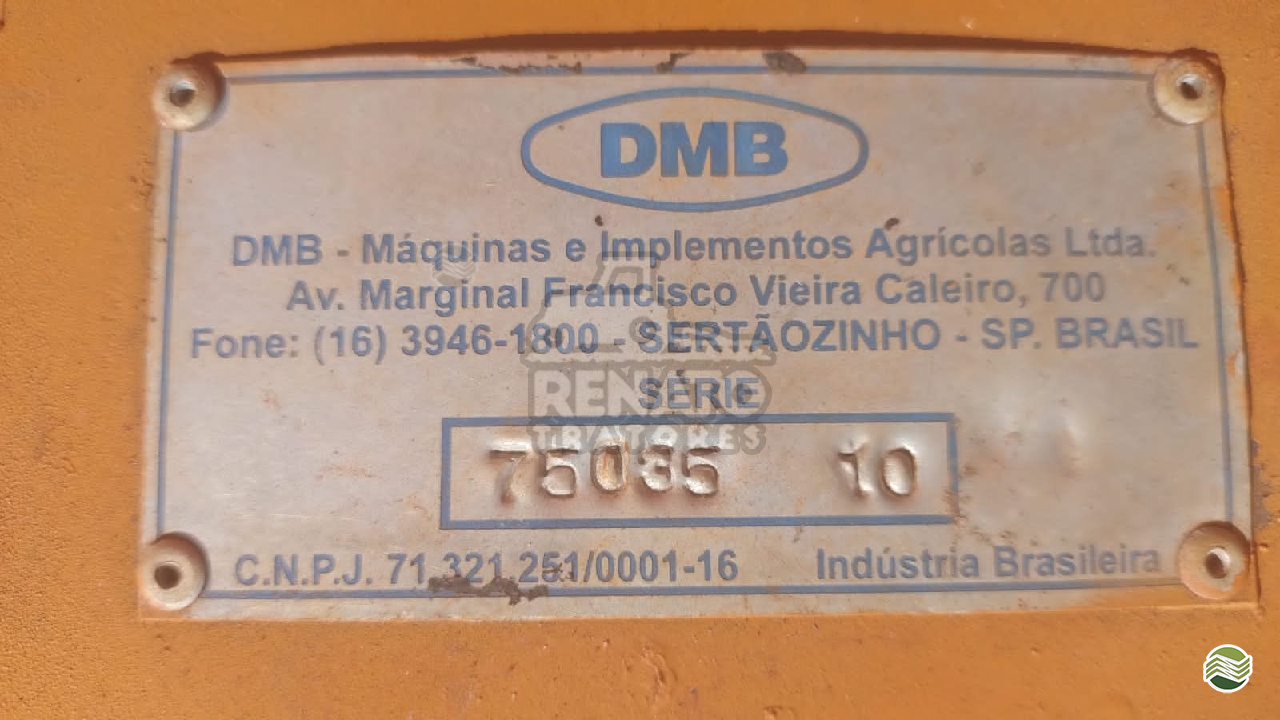 DMB
DMB - Máquinas e Implementos Agrícolas Ltda.
Av. Marginal Francisco Vieira Caleiro, 700
Fone: (16) 3946-1800 - SERTÃOZINHO - SP. BRASIL
SÉRIE
RENATO
TRATORES
75035 10
C.N.P.J. 71.321.251/0001-16 Indústria Brasileira